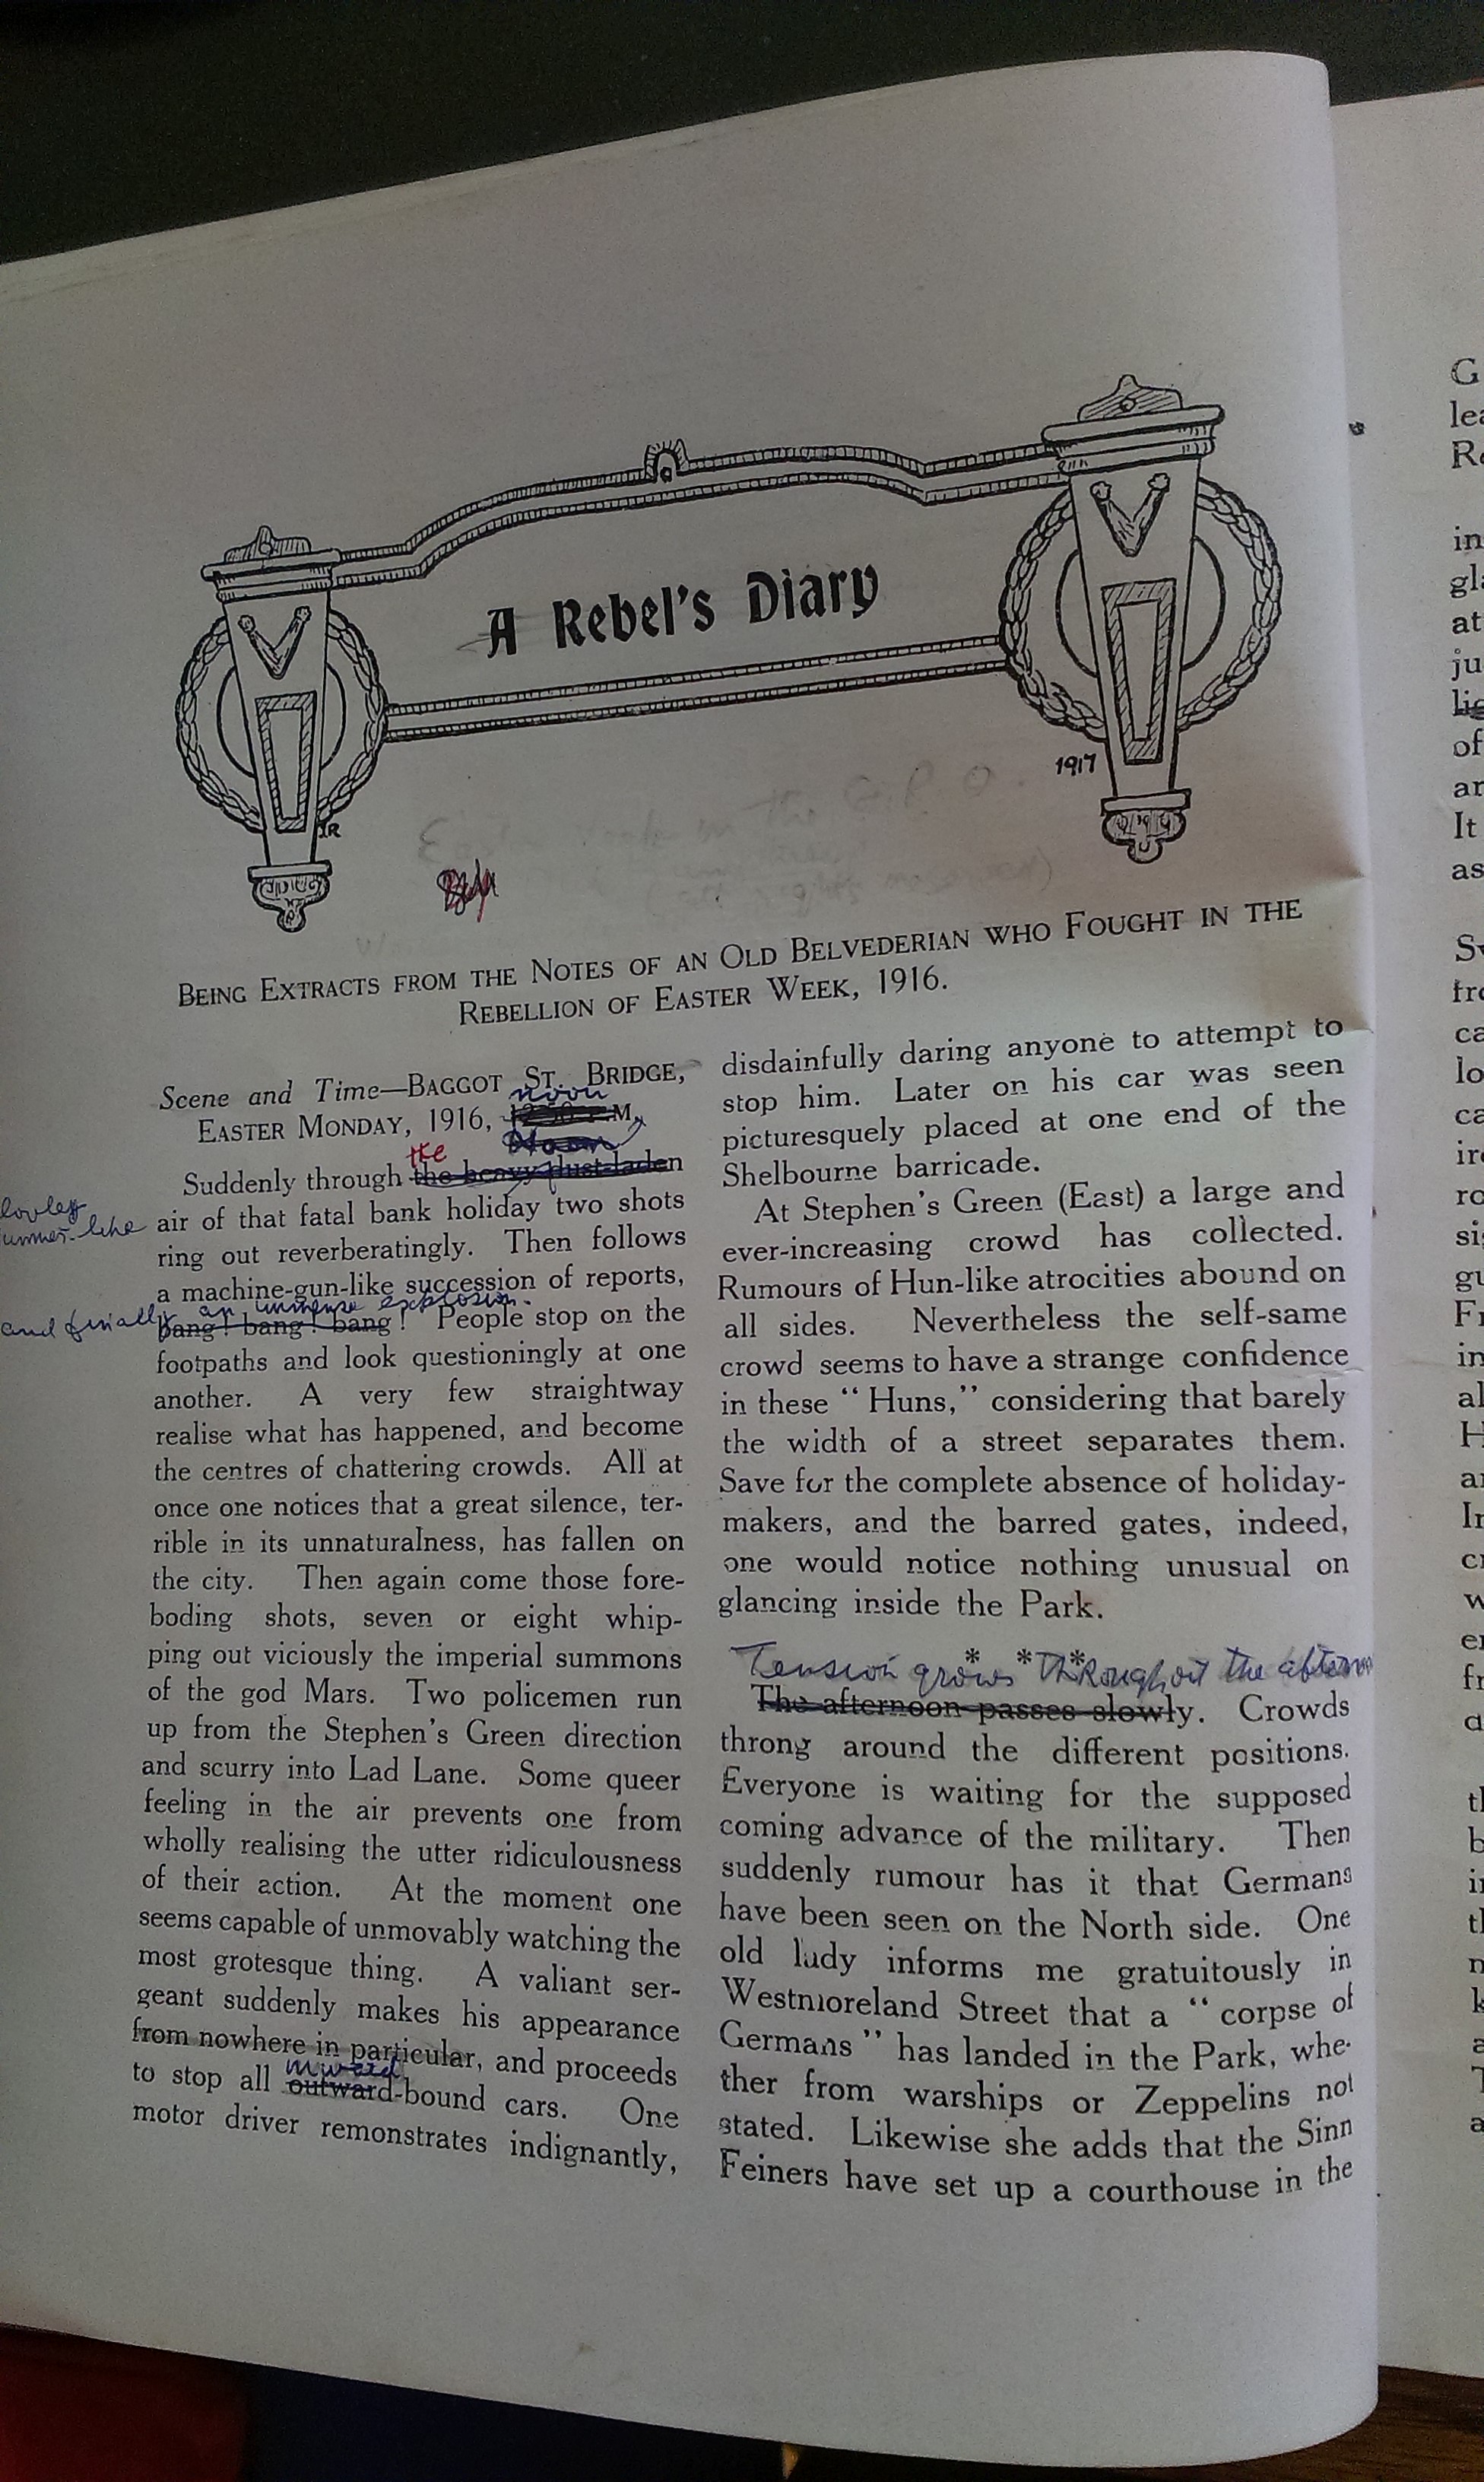 A Rebel's Diary
1917
JR
BEING EXTRACTS FROM THE NOTES OF AN OLD BELVEDERIAN WHO FOUGHT IN THE
REBELLION OF EASTER WEEK, 1916.
Scene and Time—BAGGOT ST. BRIDGE,
noon
EASTER MONDAY, 1916, 12.30 P.M.
Noon
the
Suddenly through the heavy dust-laden
lovely
summer-like
air of that fatal bank holiday two shots
ring out reverberatingly. Then follows
a machine-gun-like succession of reports,
and finally an immense explosion.
bang! bang! bang! People stop on the
footpaths and look questioningly at one
another. A very few straightway
realise what has happened, and become
the centres of chattering crowds. All at
once one notices that a great silence, ter-
rible in its unnaturalness, has fallen on
the city. Then again come those fore-
boding shots, seven or eight whip-
ping out viciously the imperial summons
of the god Mars. Two policemen run
up from the Stephen's Green direction
and scurry into Lad Lane. Some queer
feeling in the air prevents one from
wholly realising the utter ridiculousness
of their action. At the moment one
seems capable of unmovably watching the
most grotesque thing. A valiant ser-
geant suddenly makes his appearance
from nowhere in particular, and proceeds
inward
to stop all outward-bound cars. One
motor driver remonstrates indignantly,
disdainfully daring anyone to attempt to
stop him. Later on his car was seen
picturesquely placed at one end of the
Shelbourne barricade.
At Stephen's Green (East) a large and
ever-increasing crowd has collected.
Rumours of Hun-like atrocities abound on
all sides. Nevertheless the self-same
crowd seems to have a strange confidence
in these "Huns," considering that barely
the width of a street separates them.
Save for the complete absence of holiday-
makers, and the barred gates, indeed,
one would notice nothing unusual on
glancing inside the Park.
* * *
Tension grows throughout the afternoon
The afternoon passes slowly. Crowds
throng around the different positions.
Everyone is waiting for the supposed
coming advance of the military. Then
suddenly rumour has it that Germans
have been seen on the North side. One
old lady informs me gratuitously in
Westmoreland Street that a "corpse of
Germans" has landed in the Park, whe-
ther from warships or Zeppelins not
stated. Likewise she adds that the Sinn
Feiners have set up a courthouse in the